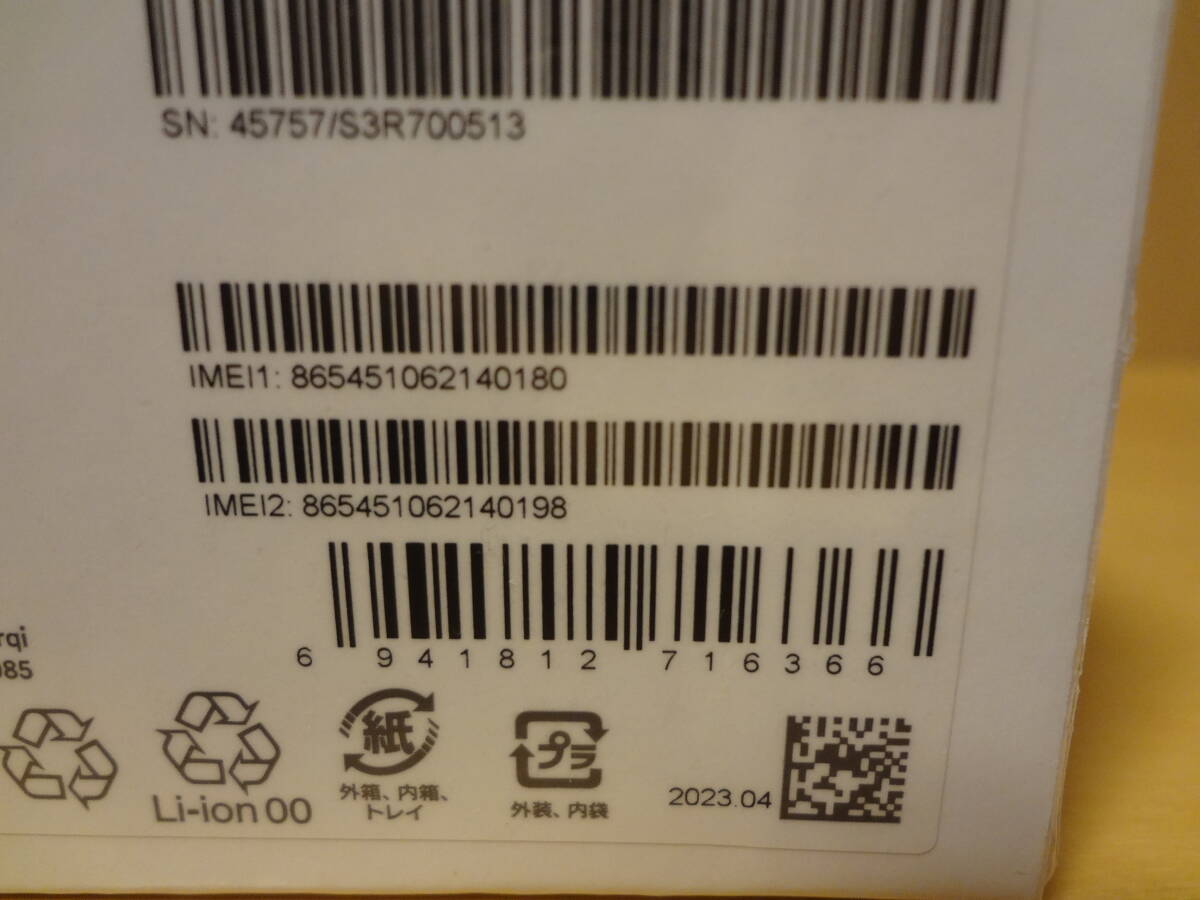 SN: 45757/S3R700513
IMEI1: 865451062140180
IMEI2: 865451062140198
6 941812 716366
rqi
085
Li-ion 00
紙
外箱、内箱、
トレイ
プラ
外装、内袋
2023.04